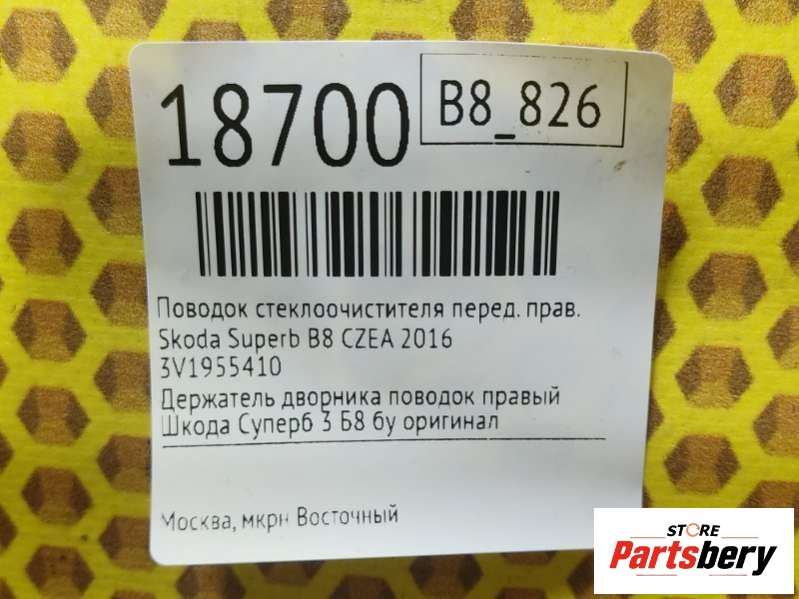 18700
B8_826
Поводок стеклоочистителя перед. прав.
Skoda Superb B8 CZEA 2016
3V1955410
Держатель дворника поводок правый
Шкода Суперб 3 Б8 бу оригинал
Москва, мкрн Восточный
STORE
Partsbery